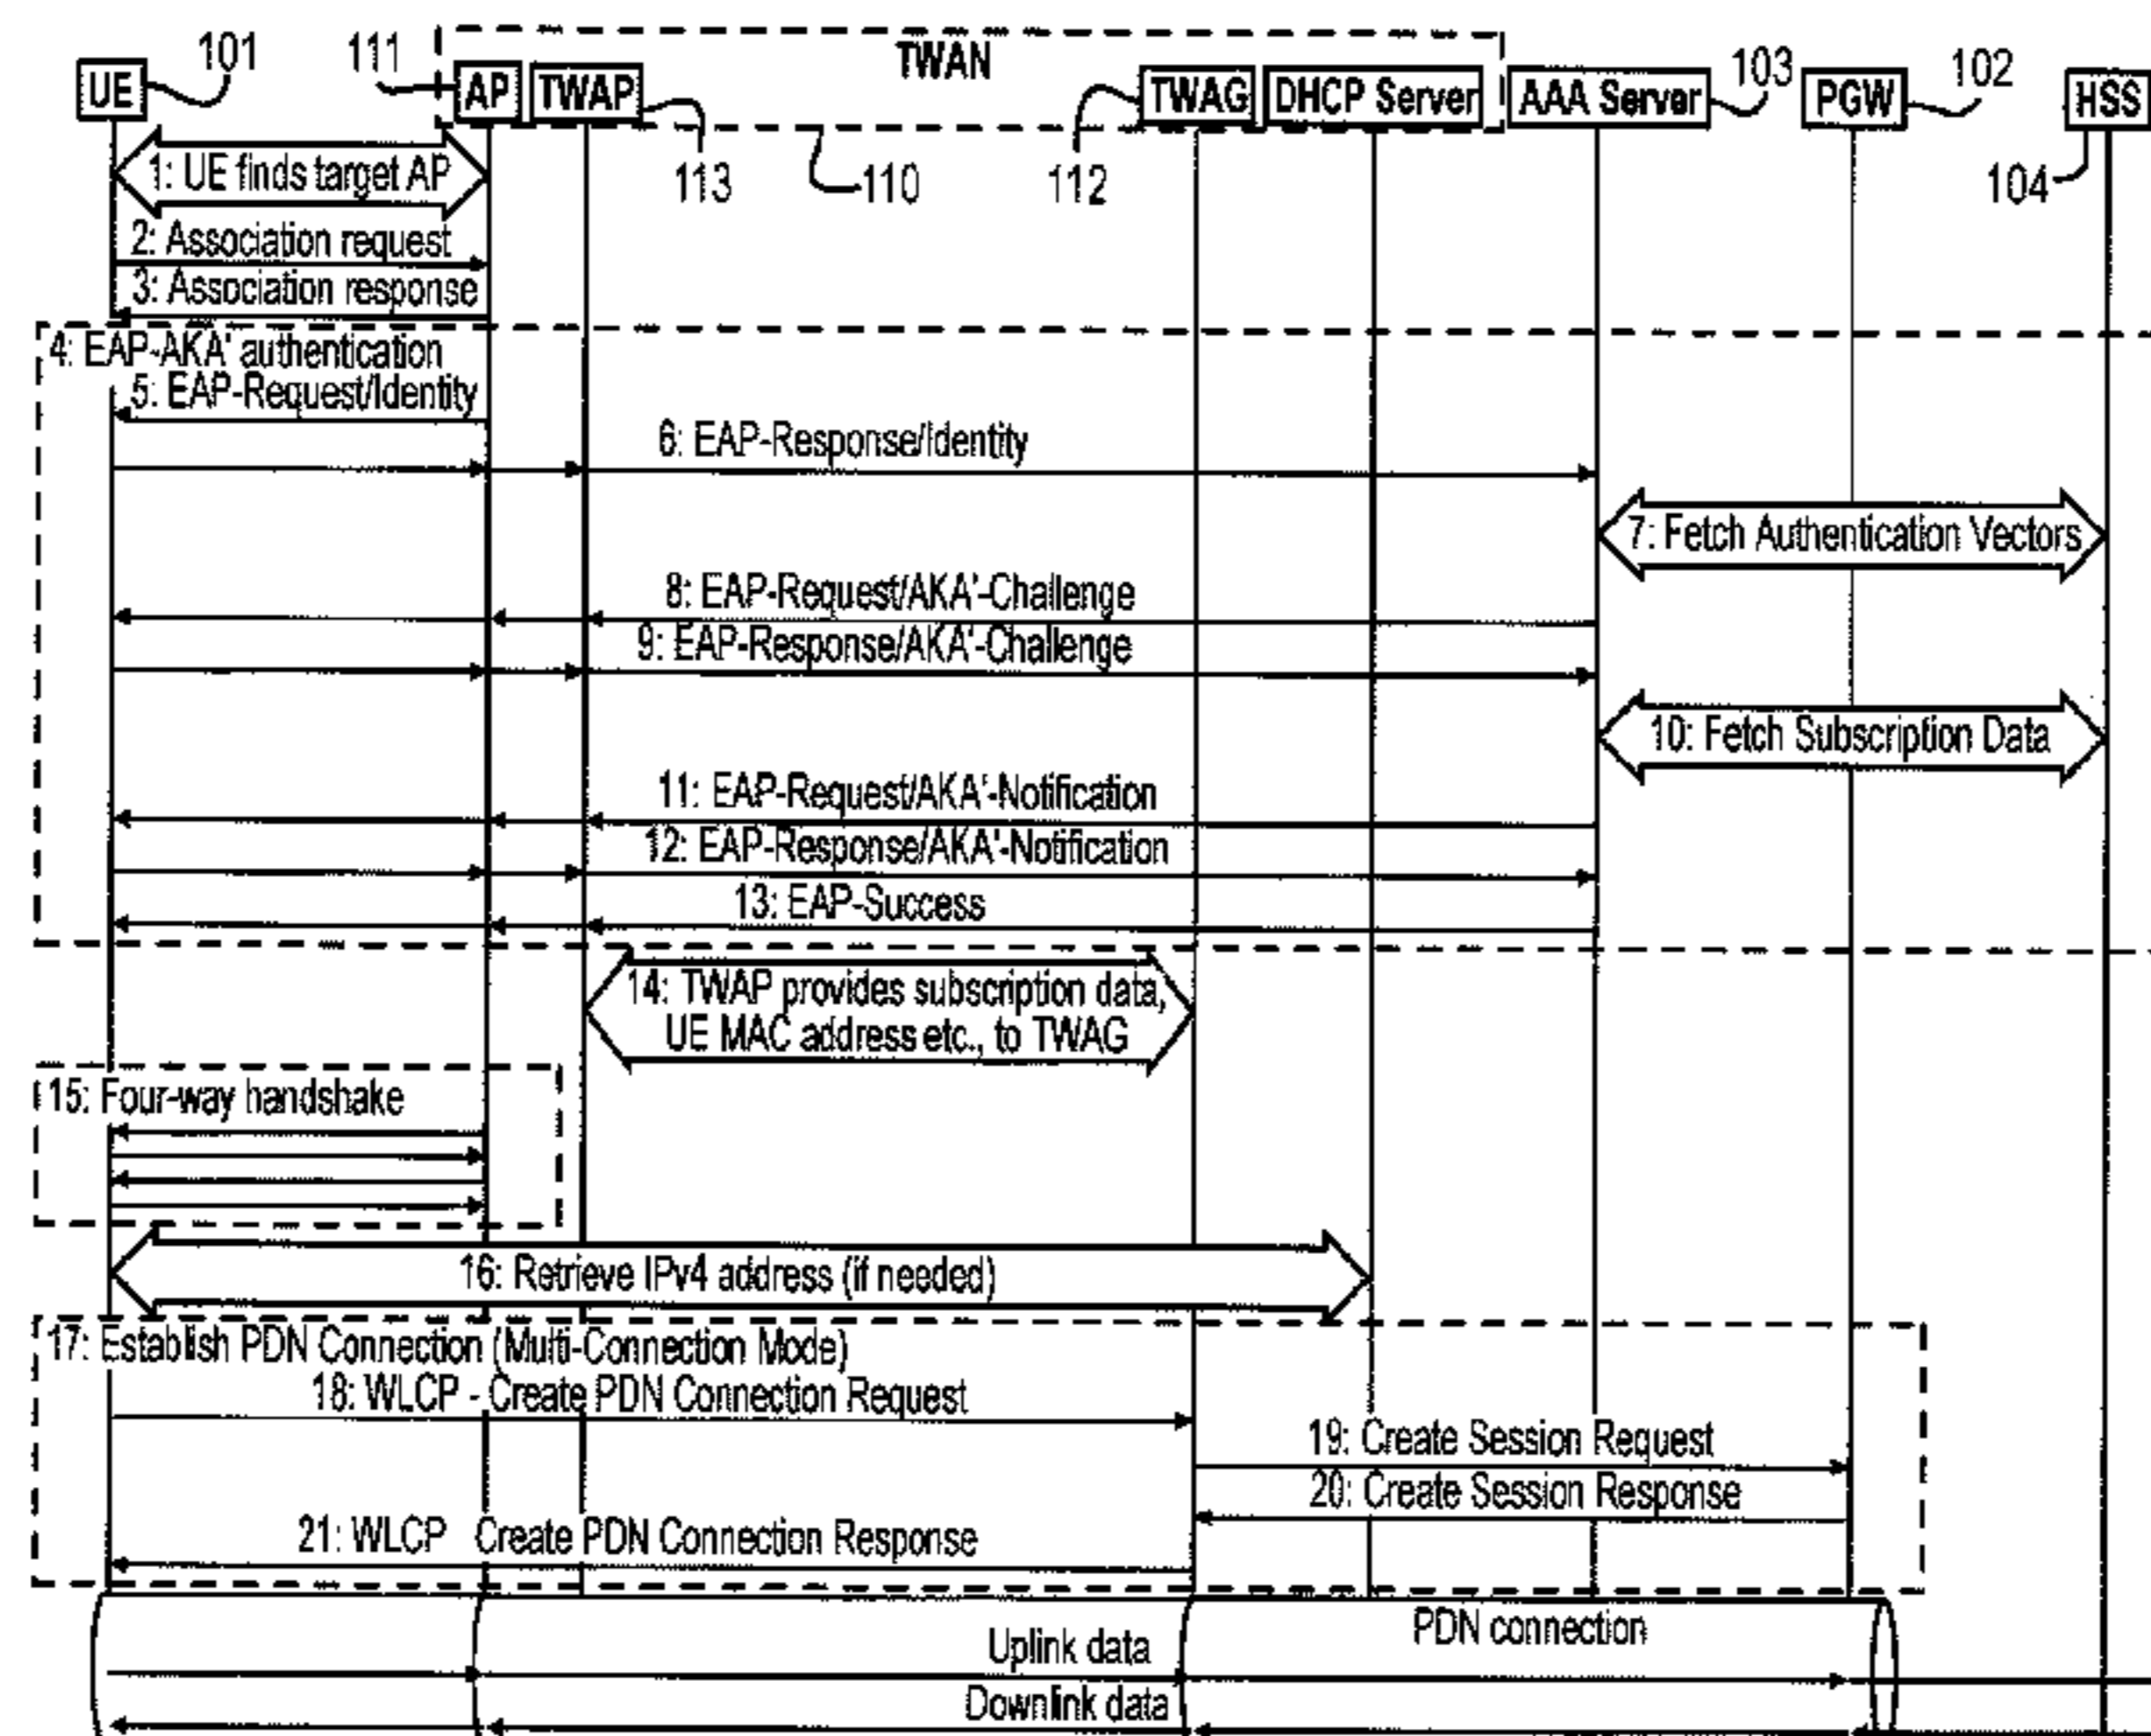 101
111
TWAN
103
102
UE
AP
TWAP
TWAG
DHCP Server
AAA Server
PGW
HSS
1: UE finds target AP
113
110
112
104
2: Association request
3: Association response
4: EAP-AKA' authentication
5: EAP-Request/Identity
6: EAP-Response/Identity
7: Fetch Authentication Vectors
8: EAP-Request/AKA'-Challenge
9: EAP-Response/AKA'-Challenge
10: Fetch Subscription Data
11: EAP-Request/AKA'-Notification
12: EAP-Response/AKA'-Notification
13: EAP-Success
14: TWAP provides subscription data,
UE MAC address etc., to TWAG
15: Four-way handshake
16: Retrieve IPv4 address (if needed)
17: Establish PDN Connection (Multi-Connection Mode)
18: WLCP - Create PDN Connection Request
19: Create Session Request
20: Create Session Response
21: WLCP Create PDN Connection Response
PDN connection
Uplink data
Downlink data